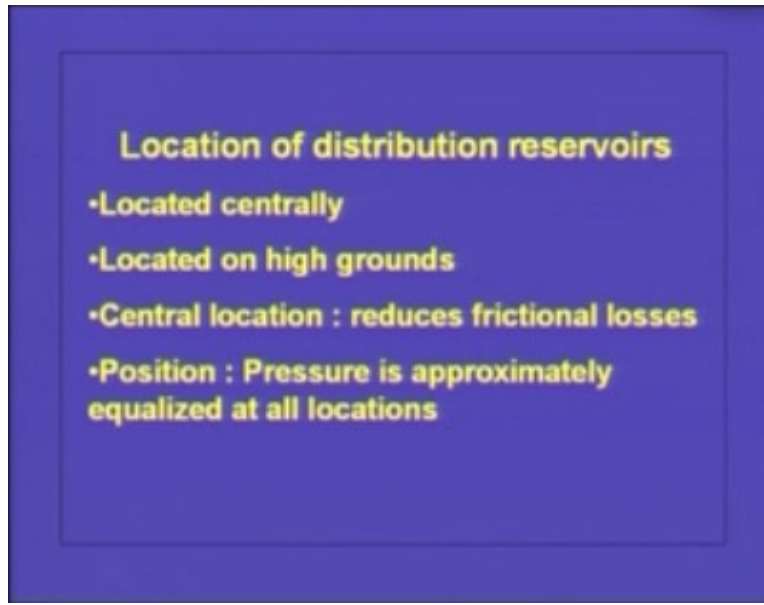 Location of distribution reservoirs
•Located centrally
•Located on high grounds
•Central location : reduces frictional losses
•Position : Pressure is approximately
equalized at all locations